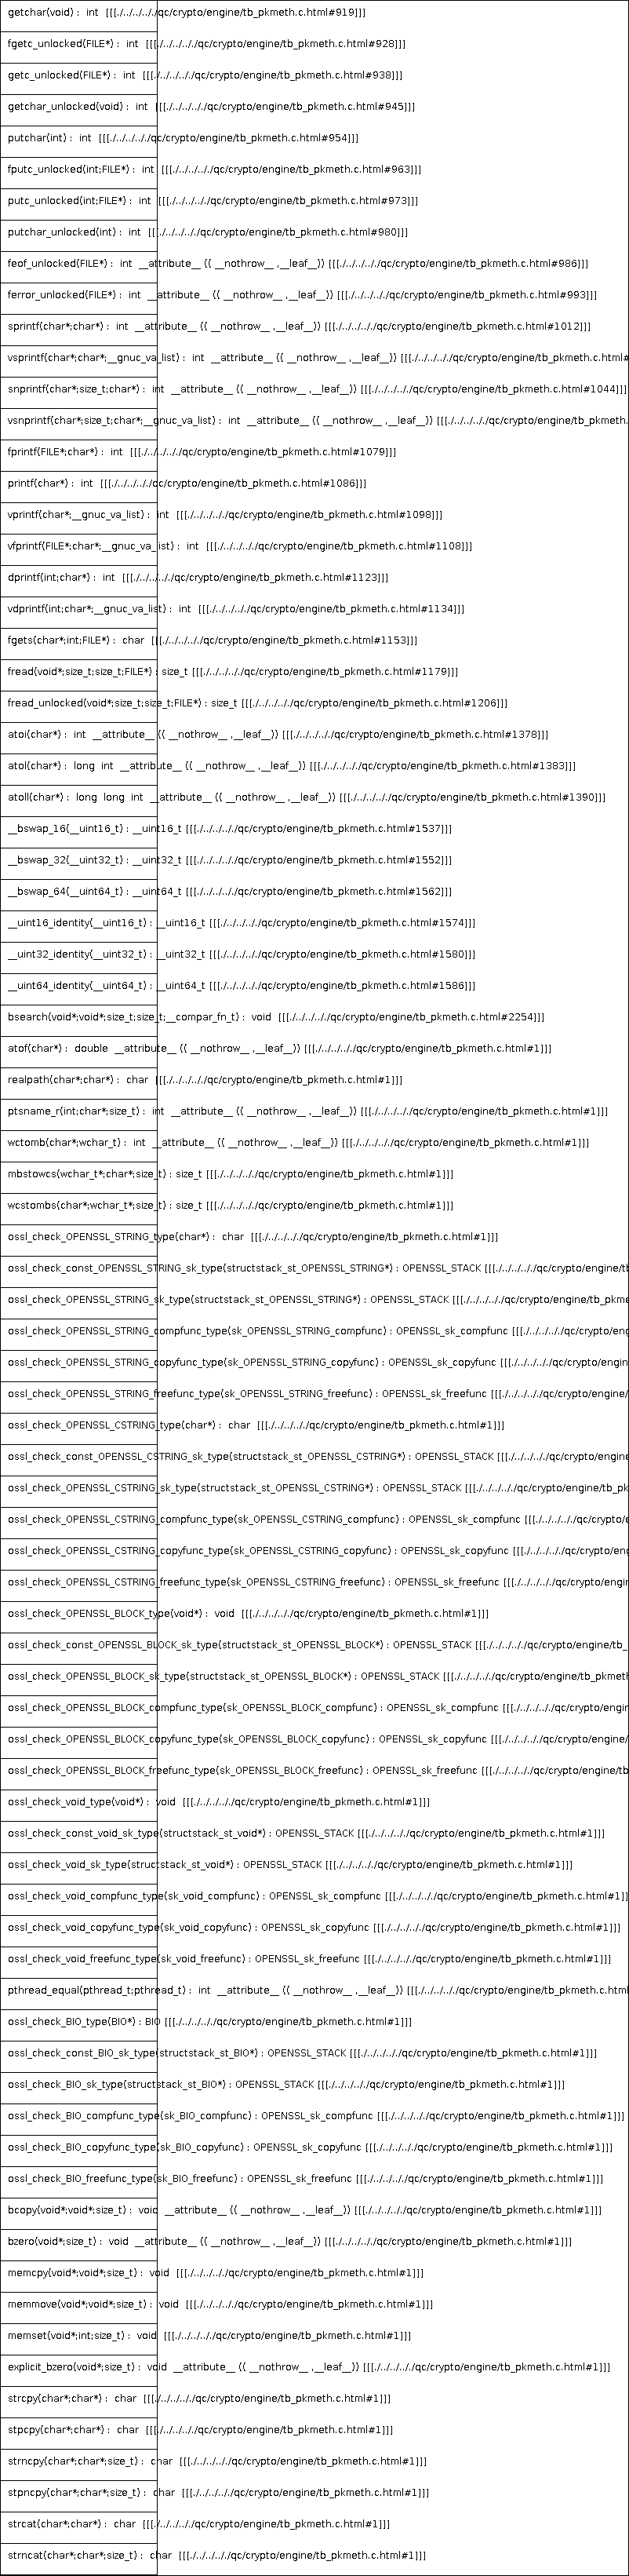 getchar(void) :  int  [[[./../../../../qc/crypto/engine/tb_pkmeth.c.html#919]]]
fgetc_unlocked(FILE*) :  int  [[[./../../../../qc/crypto/engine/tb_pkmeth.c.html#928]]]
getc_unlocked(FILE*) :  int  [[[./../../../../qc/crypto/engine/tb_pkmeth.c.html#938]]]
getchar_unlocked(void) :  int  [[[./../../../../qc/crypto/engine/tb_pkmeth.c.html#945]]]
putchar(int) :  int  [[[./../../../../qc/crypto/engine/tb_pkmeth.c.html#954]]]
fputc_unlocked(int;FILE*) :  int  [[[./../../../../qc/crypto/engine/tb_pkmeth.c.html#963]]]
putc_unlocked(int;FILE*) :  int  [[[./../../../../qc/crypto/engine/tb_pkmeth.c.html#973]]]
putchar_unlocked(int) :  int  [[[./../../../../qc/crypto/engine/tb_pkmeth.c.html#980]]]
feof_unlocked(FILE*) :  int  __attribute__ (( __nothrow__ ,__leaf__)) [[[./../../../../qc/crypto/engine/tb_pkmeth.c.html#986]]]
ferror_unlocked(FILE*) :  int  __attribute__ (( __nothrow__ ,__leaf__)) [[[./../../../../qc/crypto/engine/tb_pkmeth.c.html#993]]]
sprintf(char*;char*) :  int  __attribute__ (( __nothrow__ ,__leaf__)) [[[./../../../../qc/crypto/engine/tb_pkmeth.c.html#1012]]]
vsprintf(char*;char*;__gnuc_va_list) :  int  __attribute__ (( __nothrow__ ,__leaf__)) [[[./../../../../qc/crypto/engine/tb_pkmeth.c.html#
snprintf(char*;size_t;char*) :  int  __attribute__ (( __nothrow__ ,__leaf__)) [[[./../../../../qc/crypto/engine/tb_pkmeth.c.html#1044]]]
vsnprintf(char*;size_t;char*;__gnuc_va_list) :  int  __attribute__ (( __nothrow__ ,__leaf__)) [[[./../../../../qc/crypto/engine/tb_pkmeth.
fprintf(FILE*;char*) :  int  [[[./../../../../qc/crypto/engine/tb_pkmeth.c.html#1079]]]
printf(char*) :  int  [[[./../../../../qc/crypto/engine/tb_pkmeth.c.html#1086]]]
vprintf(char*;__gnuc_va_list) :  int  [[[./../../../../qc/crypto/engine/tb_pkmeth.c.html#1098]]]
vfprintf(FILE*;char*;__gnuc_va_list) :  int  [[[./../../../../qc/crypto/engine/tb_pkmeth.c.html#1108]]]
dprintf(int;char*) :  int  [[[./../../../../qc/crypto/engine/tb_pkmeth.c.html#1123]]]
vdprintf(int;char*;__gnuc_va_list) :  int  [[[./../../../../qc/crypto/engine/tb_pkmeth.c.html#1134]]]
fgets(char*;int;FILE*) :  char  [[[./../../../../qc/crypto/engine/tb_pkmeth.c.html#1153]]]
fread(void*;size_t;size_t;FILE*) : size_t [[[./../../../../qc/crypto/engine/tb_pkmeth.c.html#1179]]]
fread_unlocked(void*;size_t;size_t;FILE*) : size_t [[[./../../../../qc/crypto/engine/tb_pkmeth.c.html#1206]]]
atoi(char*) :  int  __attribute__ (( __nothrow__ ,__leaf__)) [[[./../../../../qc/crypto/engine/tb_pkmeth.c.html#1378]]]
atol(char*) :  long  int  __attribute__ (( __nothrow__ ,__leaf__)) [[[./../../../../qc/crypto/engine/tb_pkmeth.c.html#1383]]]
atoll(char*) :  long  long  int  __attribute__ (( __nothrow__ ,__leaf__)) [[[./../../../../qc/crypto/engine/tb_pkmeth.c.html#1390]]]
__bswap_16(__uint16_t) : __uint16_t [[[./../../../../qc/crypto/engine/tb_pkmeth.c.html#1537]]]
__bswap_32(__uint32_t) : __uint32_t [[[./../../../../qc/crypto/engine/tb_pkmeth.c.html#1552]]]
__bswap_64(__uint64_t) : __uint64_t [[[./../../../../qc/crypto/engine/tb_pkmeth.c.html#1562]]]
__uint16_identity(__uint16_t) : __uint16_t [[[./../../../../qc/crypto/engine/tb_pkmeth.c.html#1574]]]
__uint32_identity(__uint32_t) : __uint32_t [[[./../../../../qc/crypto/engine/tb_pkmeth.c.html#1580]]]
__uint64_identity(__uint64_t) : __uint64_t [[[./../../../../qc/crypto/engine/tb_pkmeth.c.html#1586]]]
bsearch(void*;void*;size_t;size_t;__compar_fn_t) :  void  [[[./../../../../qc/crypto/engine/tb_pkmeth.c.html#2254]]]
atof(char*) :  double  __attribute__ (( __nothrow__ ,__leaf__)) [[[./../../../../qc/crypto/engine/tb_pkmeth.c.html#1]]]
realpath(char*;char*) :  char  [[[./../../../../qc/crypto/engine/tb_pkmeth.c.html#1]]]
ptsname_r(int;char*;size_t) :  int  __attribute__ (( __nothrow__ ,__leaf__)) [[[./../../../../qc/crypto/engine/tb_pkmeth.c.html#1]]]
wctomb(char*;wchar_t) :  int  __attribute__ (( __nothrow__ ,__leaf__)) [[[./../../../../qc/crypto/engine/tb_pkmeth.c.html#1]]]
mbstowcs(wchar_t*;char*;size_t) : size_t [[[./../../../../qc/crypto/engine/tb_pkmeth.c.html#1]]]
wcstombs(char*;wchar_t*;size_t) : size_t [[[./../../../../qc/crypto/engine/tb_pkmeth.c.html#1]]]
ossl_check_OPENSSL_STRING_type(char*) :  char  [[[./../../../../qc/crypto/engine/tb_pkmeth.c.html#1]]]
ossl_check_const_OPENSSL_STRING_sk_type(structstack_st_OPENSSL_STRING*) : OPENSSL_STACK [[[./../../../../qc/crypto/engine/tb
ossl_check_OPENSSL_STRING_sk_type(structstack_st_OPENSSL_STRING*) : OPENSSL_STACK [[[./../../../../qc/crypto/engine/tb_pkme
ossl_check_OPENSSL_STRING_compfunc_type(sk_OPENSSL_STRING_compfunc) : OPENSSL_sk_compfunc [[[./../../../../qc/crypto/eng
ossl_check_OPENSSL_STRING_copyfunc_type(sk_OPENSSL_STRING_copyfunc) : OPENSSL_sk_copyfunc [[[./../../../../qc/crypto/engin
ossl_check_OPENSSL_STRING_freefunc_type(sk_OPENSSL_STRING_freefunc) : OPENSSL_sk_freefunc [[[./../../../../qc/crypto/engine/
ossl_check_OPENSSL_CSTRING_type(char*) :  char  [[[./../../../../qc/crypto/engine/tb_pkmeth.c.html#1]]]
ossl_check_const_OPENSSL_CSTRING_sk_type(structstack_st_OPENSSL_CSTRING*) : OPENSSL_STACK [[[./../../../../qc/crypto/engine
ossl_check_OPENSSL_CSTRING_sk_type(structstack_st_OPENSSL_CSTRING*) : OPENSSL_STACK [[[./../../../../qc/crypto/engine/tb_pk
ossl_check_OPENSSL_CSTRING_compfunc_type(sk_OPENSSL_CSTRING_compfunc) : OPENSSL_sk_compfunc [[[./../../../../qc/crypto/e
ossl_check_OPENSSL_CSTRING_copyfunc_type(sk_OPENSSL_CSTRING_copyfunc) : OPENSSL_sk_copyfunc [[[./../../../../qc/crypto/eng
ossl_check_OPENSSL_CSTRING_freefunc_type(sk_OPENSSL_CSTRING_freefunc) : OPENSSL_sk_freefunc [[[./../../../../qc/crypto/engin
ossl_check_OPENSSL_BLOCK_type(void*) :  void  [[[./../../../../qc/crypto/engine/tb_pkmeth.c.html#1]]]
ossl_check_const_OPENSSL_BLOCK_sk_type(structstack_st_OPENSSL_BLOCK*) : OPENSSL_STACK [[[./../../../../qc/crypto/engine/tb_
ossl_check_OPENSSL_BLOCK_sk_type(structstack_st_OPENSSL_BLOCK*) : OPENSSL_STACK [[[./../../../../qc/crypto/engine/tb_pkmeth
ossl_check_OPENSSL_BLOCK_compfunc_type(sk_OPENSSL_BLOCK_compfunc) : OPENSSL_sk_compfunc [[[./../../../../qc/crypto/engin
ossl_check_OPENSSL_BLOCK_copyfunc_type(sk_OPENSSL_BLOCK_copyfunc) : OPENSSL_sk_copyfunc [[[./../../../../qc/crypto/engine/
ossl_check_OPENSSL_BLOCK_freefunc_type(sk_OPENSSL_BLOCK_freefunc) : OPENSSL_sk_freefunc [[[./../../../../qc/crypto/engine/tb
ossl_check_void_type(void*) :  void  [[[./../../../../qc/crypto/engine/tb_pkmeth.c.html#1]]]
ossl_check_const_void_sk_type(structstack_st_void*) : OPENSSL_STACK [[[./../../../../qc/crypto/engine/tb_pkmeth.c.html#1]]]
ossl_check_void_sk_type(structstack_st_void*) : OPENSSL_STACK [[[./../../../../qc/crypto/engine/tb_pkmeth.c.html#1]]]
ossl_check_void_compfunc_type(sk_void_compfunc) : OPENSSL_sk_compfunc [[[./../../../../qc/crypto/engine/tb_pkmeth.c.html#1]]
ossl_check_void_copyfunc_type(sk_void_copyfunc) : OPENSSL_sk_copyfunc [[[./../../../../qc/crypto/engine/tb_pkmeth.c.html#1]]]
ossl_check_void_freefunc_type(sk_void_freefunc) : OPENSSL_sk_freefunc [[[./../../../../qc/crypto/engine/tb_pkmeth.c.html#1]]]
pthread_equal(pthread_t;pthread_t) :  int  __attribute__ (( __nothrow__ ,__leaf__)) [[[./../../../../qc/crypto/engine/tb_pkmeth.c.html
ossl_check_BIO_type(BIO*) : BIO [[[./../../../../qc/crypto/engine/tb_pkmeth.c.html#1]]]
ossl_check_const_BIO_sk_type(structstack_st_BIO*) : OPENSSL_STACK [[[./../../../../qc/crypto/engine/tb_pkmeth.c.html#1]]]
ossl_check_BIO_sk_type(structstack_st_BIO*) : OPENSSL_STACK [[[./../../../../qc/crypto/engine/tb_pkmeth.c.html#1]]]
ossl_check_BIO_compfunc_type(sk_BIO_compfunc) : OPENSSL_sk_compfunc [[[./../../../../qc/crypto/engine/tb_pkmeth.c.html#1]]]
ossl_check_BIO_copyfunc_type(sk_BIO_copyfunc) : OPENSSL_sk_copyfunc [[[./../../../../qc/crypto/engine/tb_pkmeth.c.html#1]]]
ossl_check_BIO_freefunc_type(sk_BIO_freefunc) : OPENSSL_sk_freefunc [[[./../../../../qc/crypto/engine/tb_pkmeth.c.html#1]]]
bcopy(void*;void*;size_t) :  void  __attribute__ (( __nothrow__ ,__leaf__)) [[[./../../../../qc/crypto/engine/tb_pkmeth.c.html#1]]]
bzero(void*;size_t) :  void  __attribute__ (( __nothrow__ ,__leaf__)) [[[./../../../../qc/crypto/engine/tb_pkmeth.c.html#1]]]
memcpy(void*;void*;size_t) :  void  [[[./../../../../qc/crypto/engine/tb_pkmeth.c.html#1]]]
memmove(void*;void*;size_t) :  void  [[[./../../../../qc/crypto/engine/tb_pkmeth.c.html#1]]]
memset(void*;int;size_t) :  void  [[[./../../../../qc/crypto/engine/tb_pkmeth.c.html#1]]]
explicit_bzero(void*;size_t) :  void  __attribute__ (( __nothrow__ ,__leaf__)) [[[./../../../../qc/crypto/engine/tb_pkmeth.c.html#1]]]
strcpy(char*;char*) :  char  [[[./../../../../qc/crypto/engine/tb_pkmeth.c.html#1]]]
stpcpy(char*;char*) :  char  [[[./../../../../qc/crypto/engine/tb_pkmeth.c.html#1]]]
strncpy(char*;char*;size_t) :  char  [[[./../../../../qc/crypto/engine/tb_pkmeth.c.html#1]]]
stpncpy(char*;char*;size_t) :  char  [[[./../../../../qc/crypto/engine/tb_pkmeth.c.html#1]]]
strcat(char*;char*) :  char  [[[./../../../../qc/crypto/engine/tb_pkmeth.c.html#1]]]
strncat(char*;char*;size_t) :  char  [[[./../../../../qc/crypto/engine/tb_pkmeth.c.html#1]]]